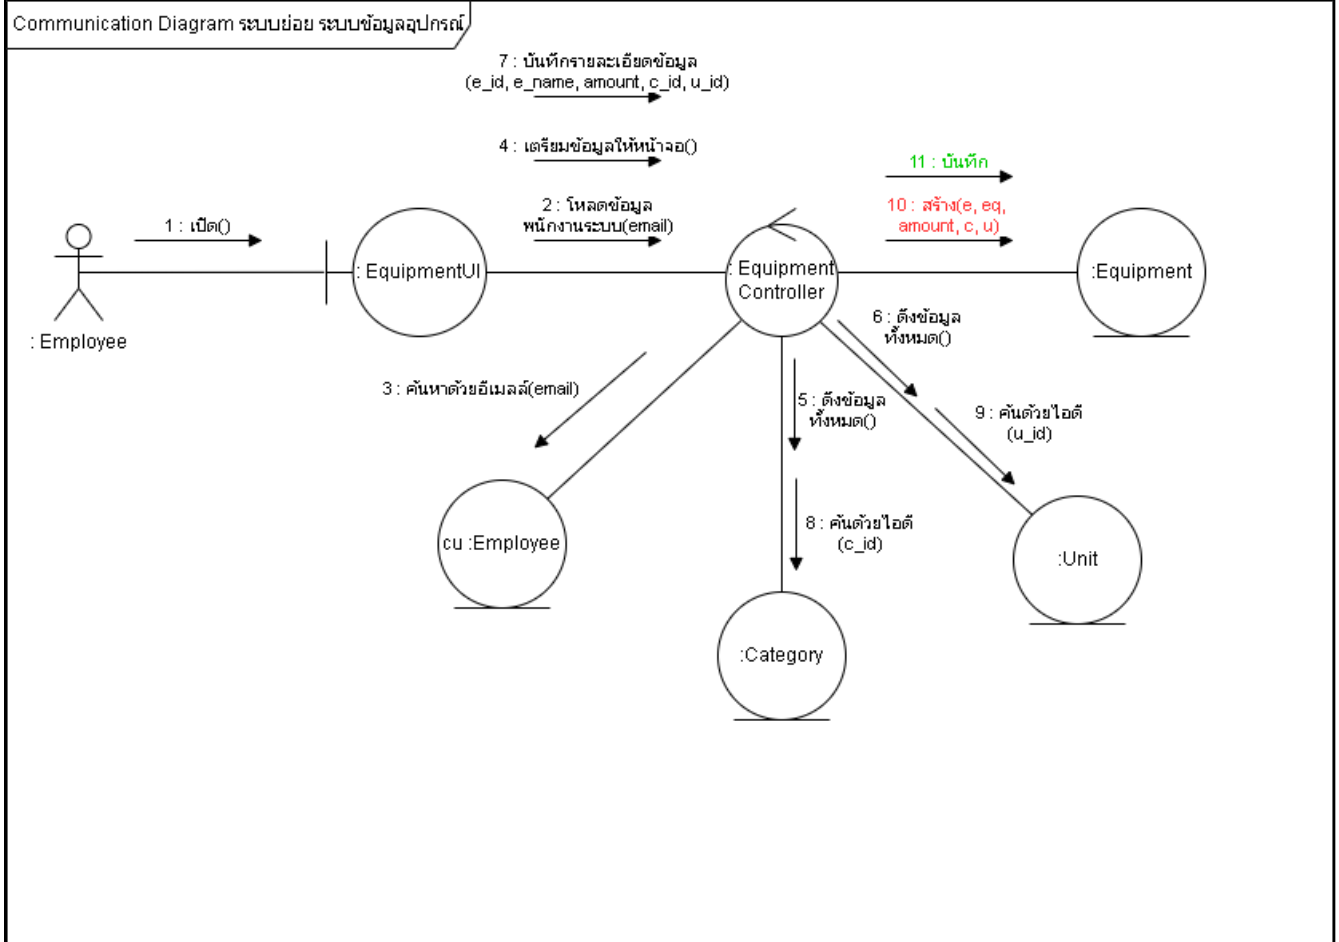 Communication Diagram ระบบย่อย ระบบข้อมูลอุปกรณ์
7 : บันทึกรายละเอียดข้อมูล
(e_id, e_name, amount, c_id, u_id)
4 : เตรียมข้อมูลให้หน้าจอ()
11 : บันทึก
2 : โหลดข้อมูล
พนักงานระบบ(email)
10 : สร้าง(e, eq,
amount, c, u)
1 : เปิด()
: EquipmentUI
: Equipment
Controller
:Equipment
: Employee
6 : ดึงข้อมูล
ทั้งหมด()
3 : ค้นหาด้วยอีเมลล์(email)
5 : ดึงข้อมูล
ทั้งหมด()
9 : ค้นด้วยไอดี
(u_id)
8 : ค้นด้วยไอดี
(c_id)
cu :Employee
:Unit
:Category